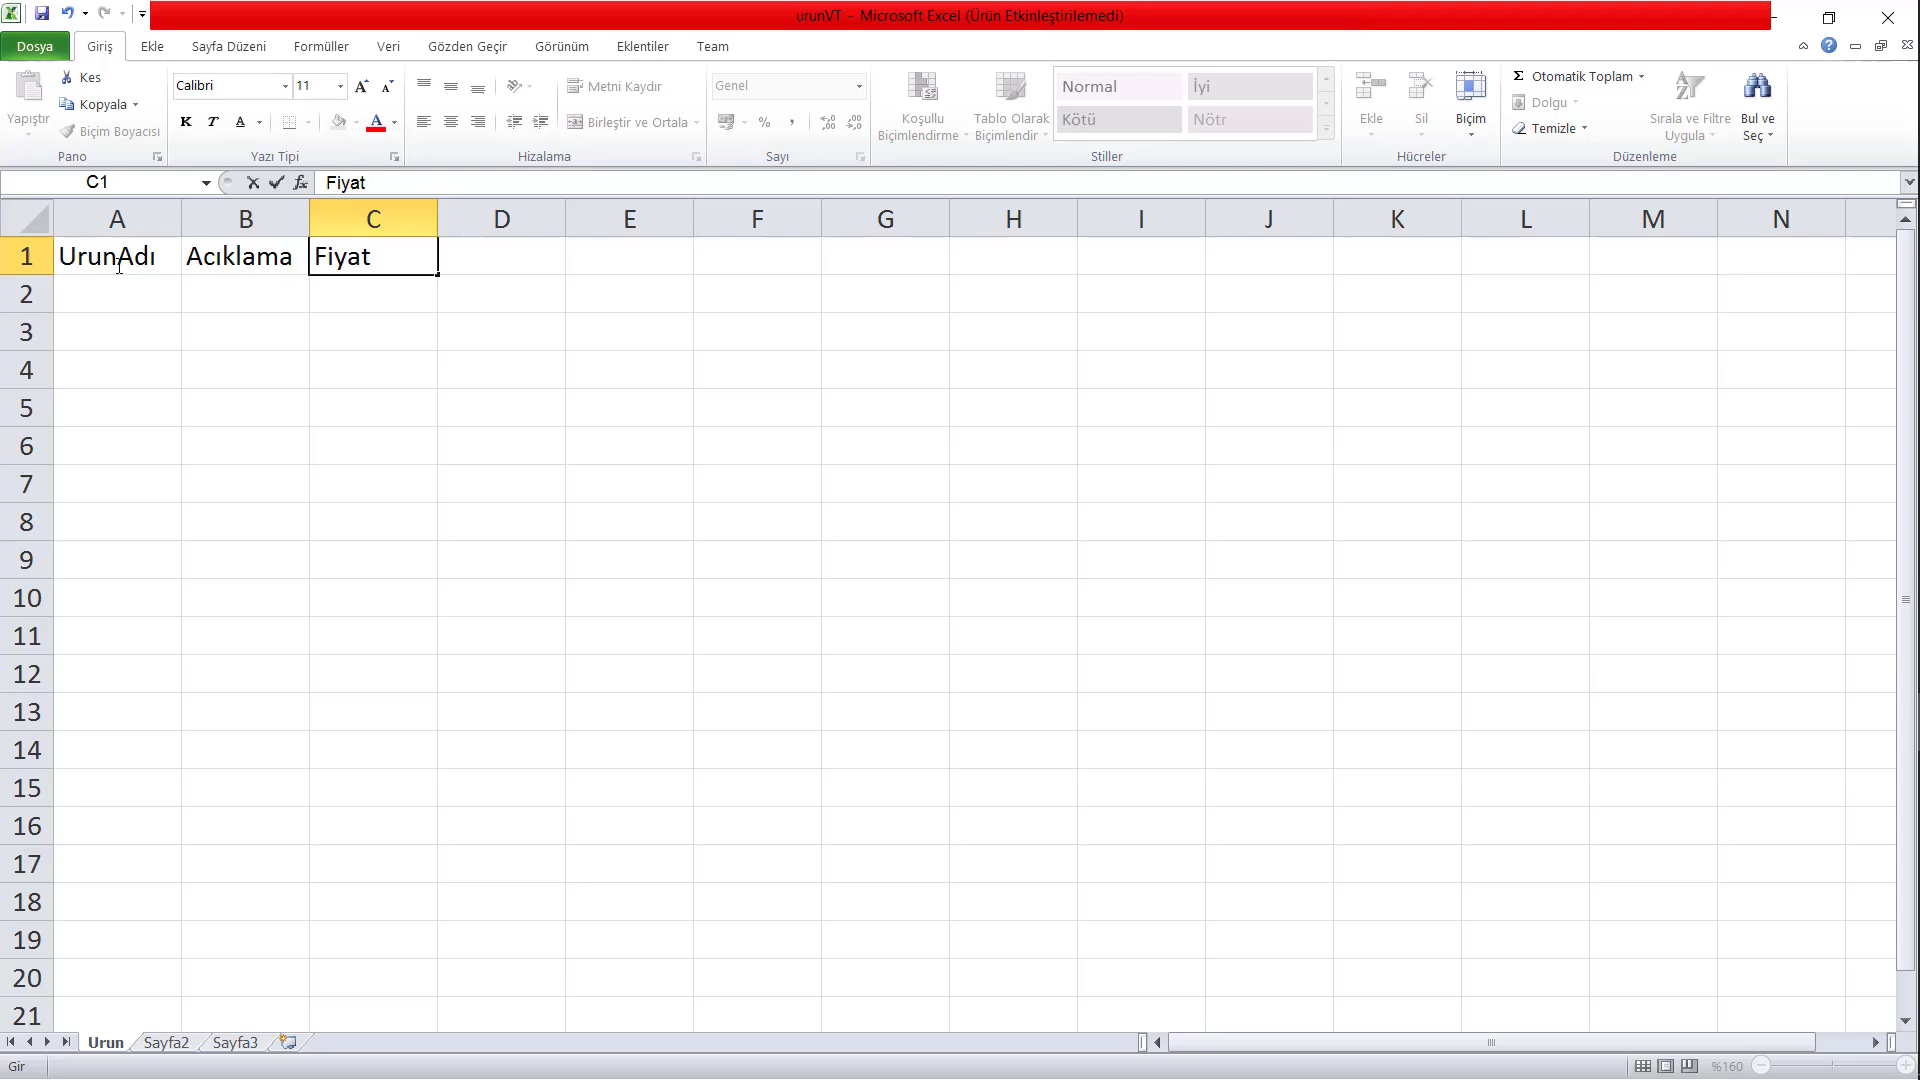 urunVT - Microsoft Excel (Ürün Etkinleştirilemedi)
Dosya Giriş Ekle Sayfa Düzeni Formüller Veri Gözden Geçir Görünüm Eklentiler Team
Yapıştır
Kes
Kopyala
Biçim Boyacısı
Pano
Calibri 11
K T A A
Yazı Tipi
Metni Kaydır
Birleştir ve Ortala
Hizalama
Genel
%
Sayı
Koşullu Biçimlendirme
Tablo Olarak Biçimlendir
Normal İyi
Kötü Nötr
Stiller
Ekle Sil Biçim
Hücreler
Σ Otomatik Toplam
Dolgu
Temizle
Sırala ve Filtre Uygula
Bul ve Seç
Düzenleme
C1 fx Fiyat
A B C D E F G H I J K L M N
1 UrunAdı Acıklama Fiyat
2
3
4
5
6
7
8
9
10
11
12
13
14
15
16
17
18
19
20
21
Urun Sayfa2 Sayfa3
Gir %160